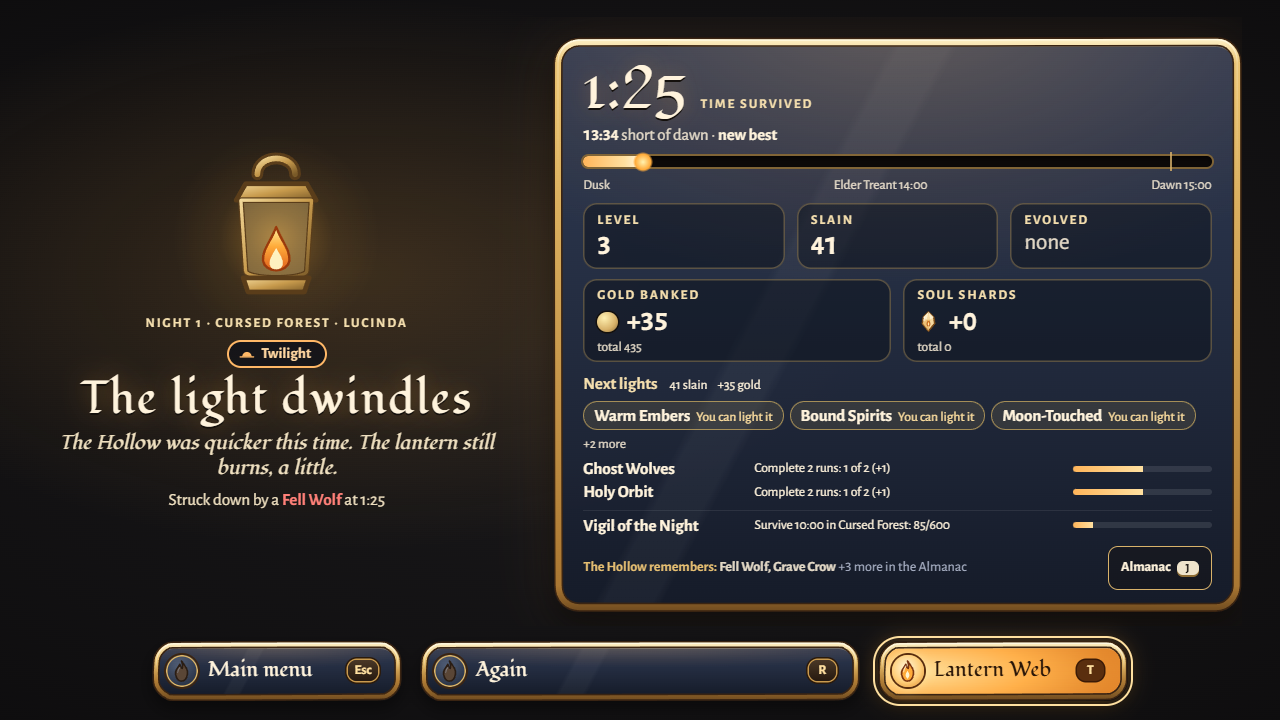 NIGHT 1 · CURSED FOREST · LUCINDA
Twilight
The light dwindles
The Hollow was quicker this time. The lantern still
burns, a little.
Struck down by a Fell Wolf at 1:25
1:25 TIME SURVIVED
13:34 short of dawn · new best
Dusk Elder Treant 14:00 Dawn 15:00
LEVEL SLAIN EVOLVED
3 41 none
GOLD BANKED SOUL SHARDS
+35 +0
total 435 total 0
Next lights 41 slain +35 gold
Warm Embers You can light it Bound Spirits You can light it Moon-Touched You can light it
+2 more
Ghost Wolves Complete 2 runs: 1 of 2 (+1)
Holy Orbit Complete 2 runs: 1 of 2 (+1)
Vigil of the Night Survive 10:00 in Cursed Forest: 85/600
The Hollow remembers: Fell Wolf, Grave Crow +3 more in the Almanac Almanac J
Main menu Esc Again R Lantern Web T